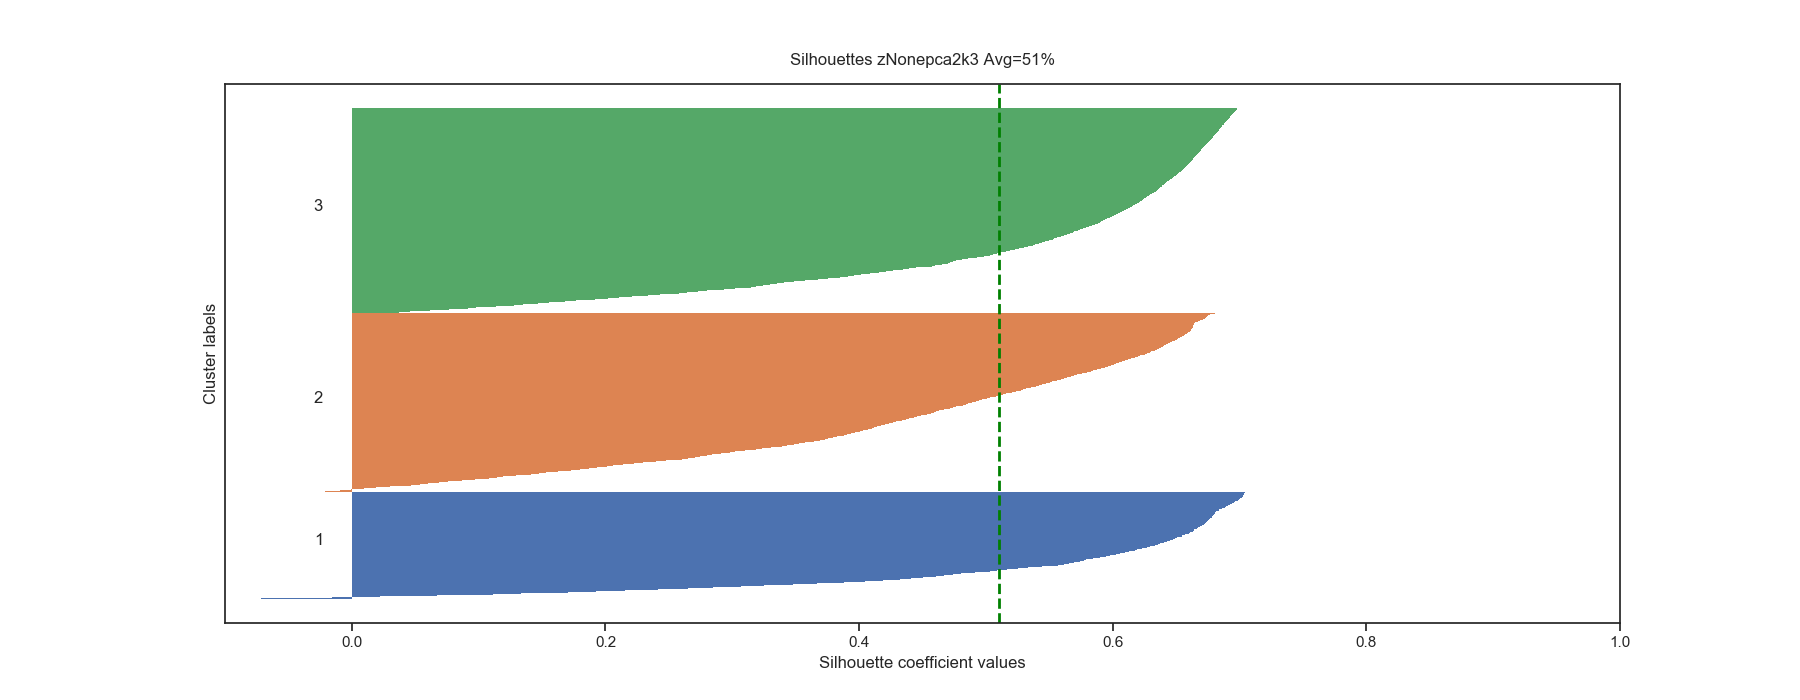 Silhouettes zNonepca2k3 Avg=51%
3
2
1
Cluster labels
0.0 0.2 0.4 0.6 0.8 1.0
Silhouette coefficient values